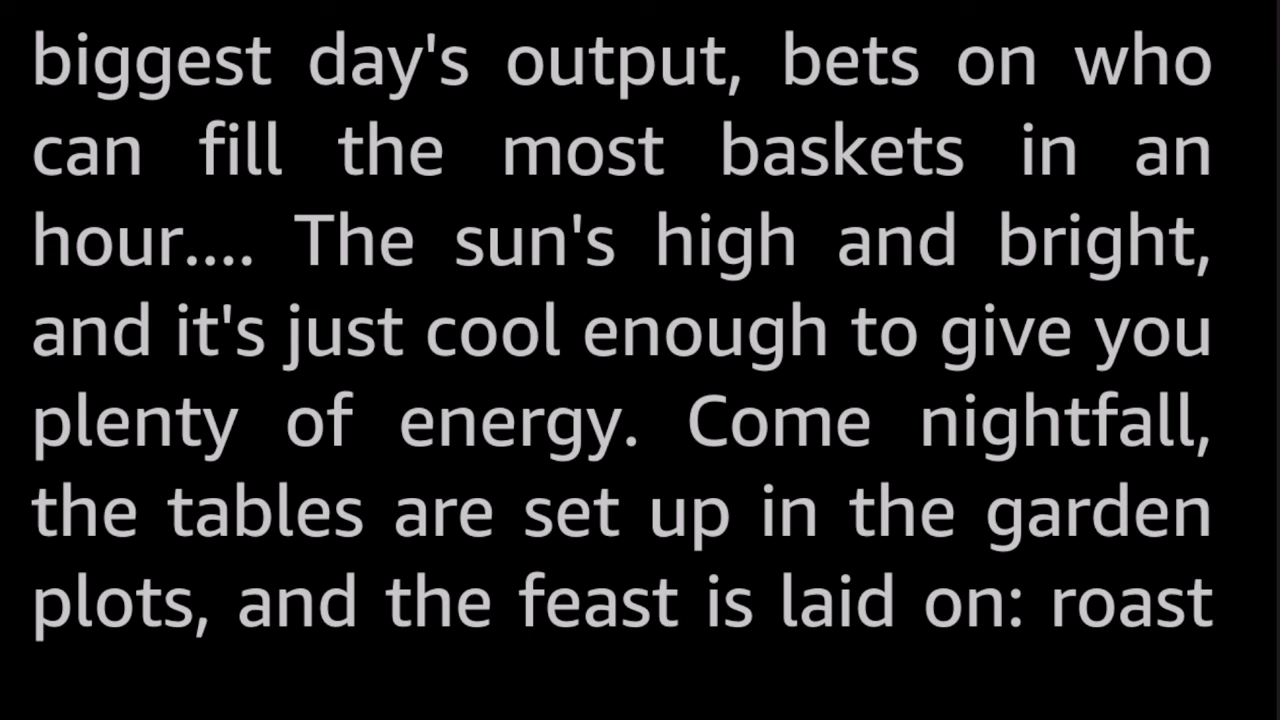 biggest day's output, bets on who
can fill the most baskets in an
hour.... The sun's high and bright,
and it's just cool enough to give you
plenty of energy. Come nightfall,
the tables are set up in the garden
plots, and the feast is laid on: roast